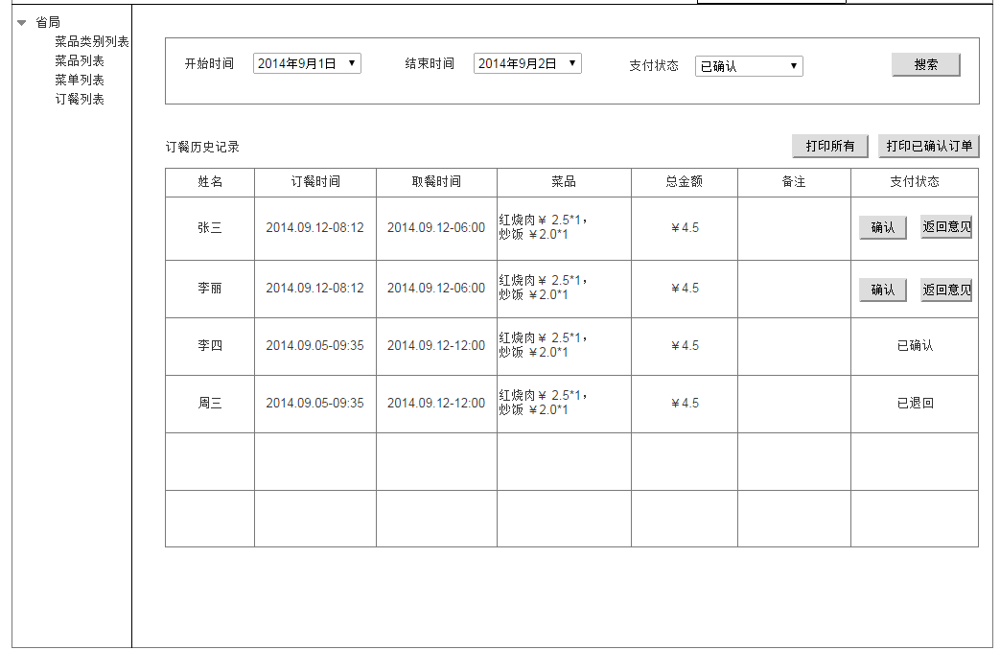 省局
菜品类别列表
菜品列表
菜单列表
订餐列表
开始时间 2014年9月1日 结束时间 2014年9月2日 支付状态 已确认 搜索
订餐历史记录 打印所有 打印已确认订单
姓名 订餐时间 取餐时间 菜品 总金额 备注 支付状态
张三 2014.09.12-08:12 2014.09.12-06:00 红烧肉￥ 2.5*1，
炒饭 ￥2.0*1 ￥4.5 确认 返回意见
李丽 2014.09.12-08:12 2014.09.12-06:00 红烧肉￥ 2.5*1，
炒饭 ￥2.0*1 ￥4.5 确认 返回意见
李四 2014.09.05-09:35 2014.09.12-12:00 红烧肉￥ 2.5*1，
炒饭 ￥2.0*1 ￥4.5 已确认
周三 2014.09.05-09:35 2014.09.12-12:00 红烧肉￥ 2.5*1，
炒饭 ￥2.0*1 ￥4.5 已退回